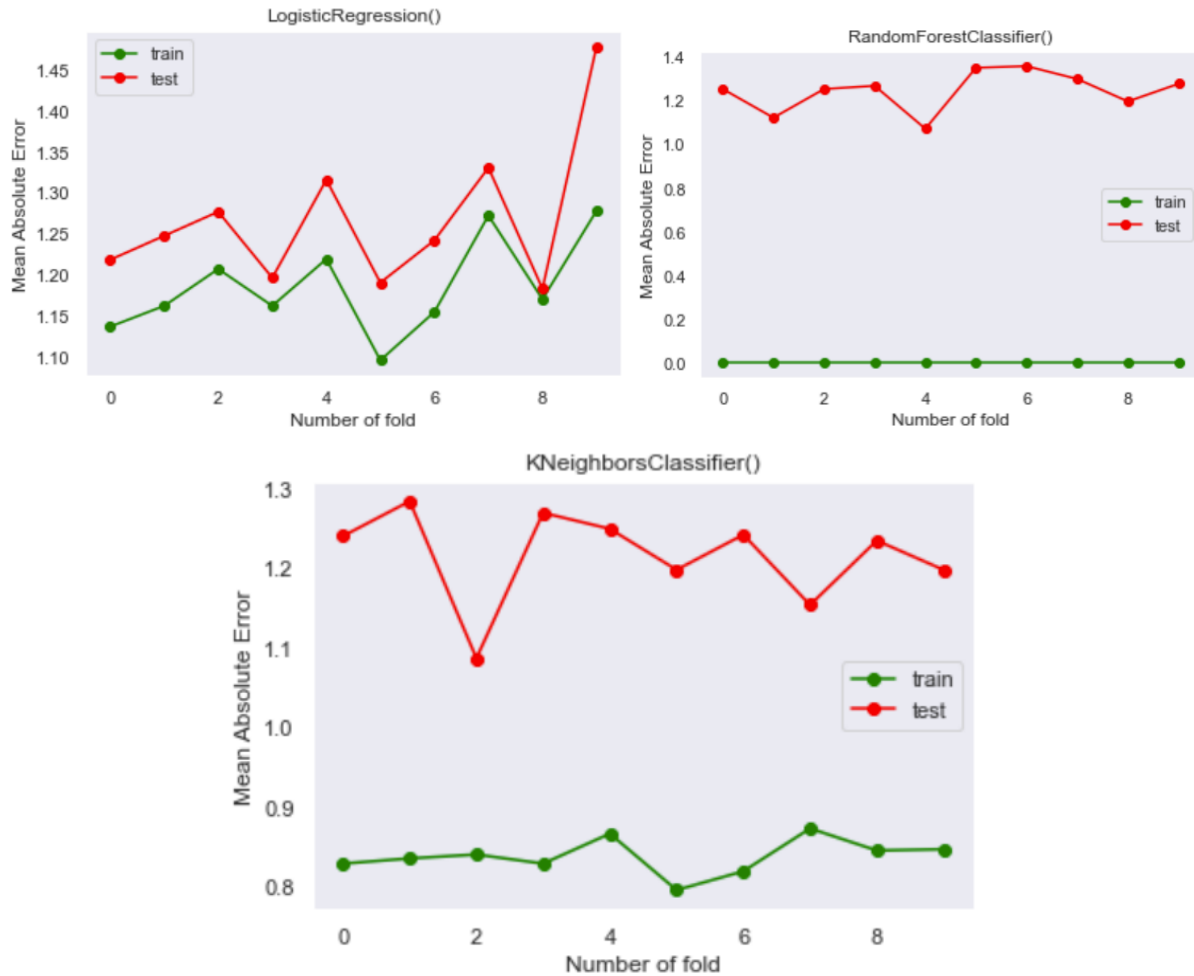 LogisticRegression()
train
test
Mean Absolute Error
1.45
1.40
1.35
1.30
1.25
1.20
1.15
1.10
0 2 4 6 8
Number of fold
RandomForestClassifier()
Mean Absolute Error
1.4
1.2
1.0
0.8
0.6
0.4
0.2
0.0
train
test
0 2 4 6 8
Number of fold
KNeighborsClassifier()
Mean Absolute Error
1.3
1.2
1.1
1.0
0.9
0.8
train
test
0 2 4 6 8
Number of fold